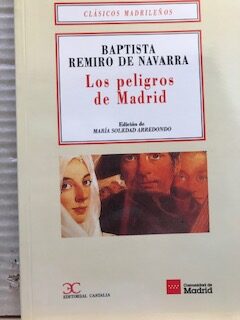 CLÁSICOS MADRILEÑOS
BAPTISTA
REMIRO DE NAVARRA
Los peligros
de Madrid
Edición de
MARÍA SOLEDAD ARREDONDO
EDITORIAL CASTALIA
Comunidad de
Madrid